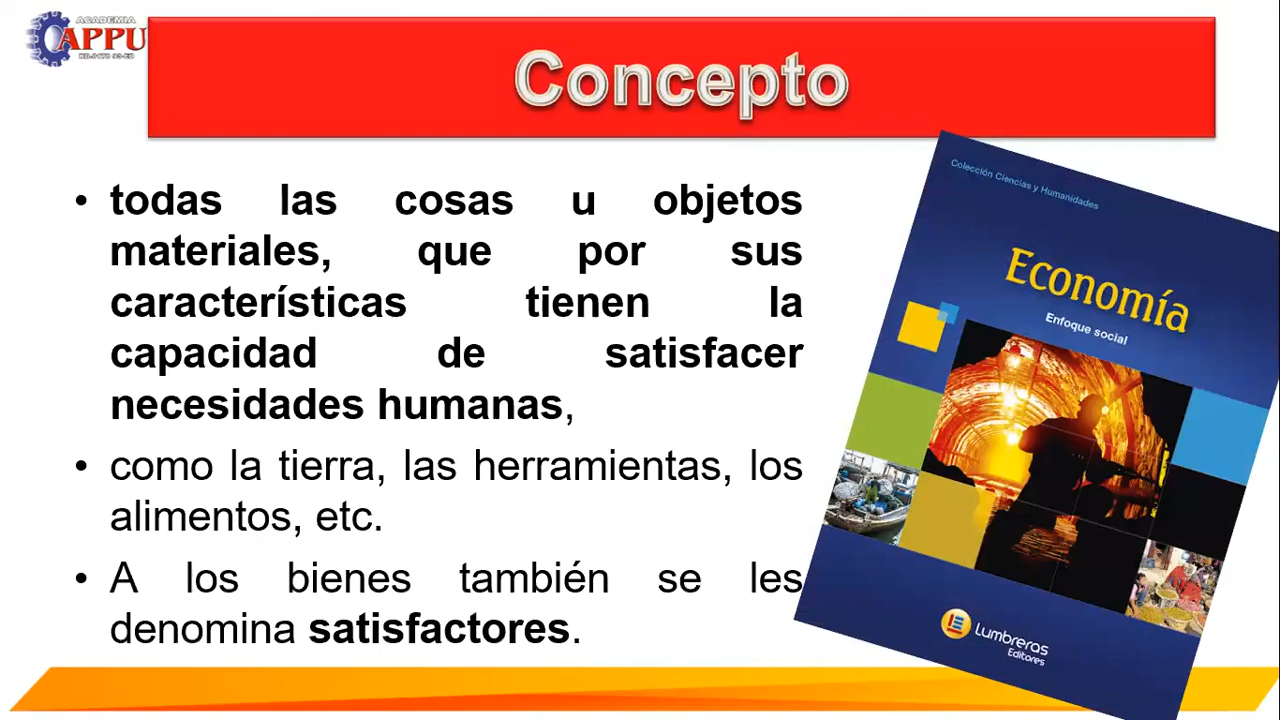 ACADEMIA
APPU
Concepto
• todas las cosas u objetos
materiales, que por sus
características tienen la
capacidad de satisfacer
necesidades humanas,
• como la tierra, las herramientas, los
alimentos, etc.
• A los bienes también se les
denomina satisfactores.
Colección Ciencias y Humanidades
Economía
Enfoque social
Lumbreras
Editores